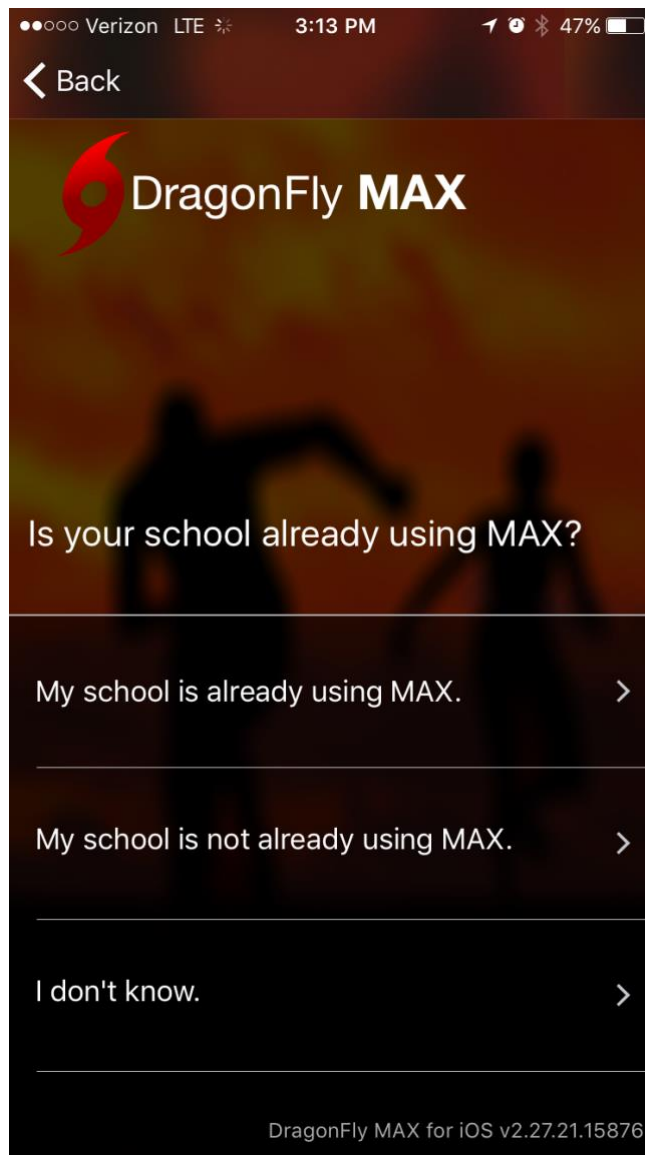 Verizon LTE 3:13 PM 47%
Back
DragonFly MAX
Is your school already using MAX?
My school is already using MAX.
My school is not already using MAX.
I don't know.
DragonFly MAX for iOS v2.27.21.15876